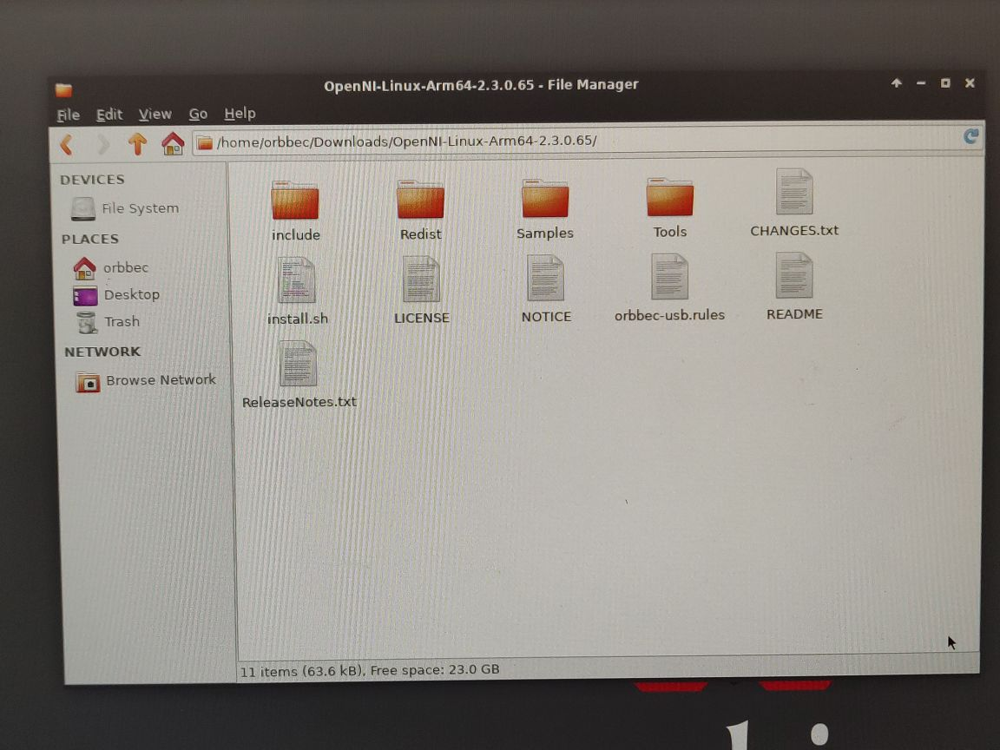 OpenNI-Linux-Arm64-2.3.0.65 - File Manager
File Edit View Go Help
/home/orbbec/Downloads/OpenNI-Linux-Arm64-2.3.0.65/
DEVICES
File System
PLACES
orbbec
Desktop
Trash
NETWORK
Browse Network
include Redist Samples Tools CHANGES.txt
install.sh LICENSE NOTICE orbbec-usb.rules README
ReleaseNotes.txt
11 items (63.6 kB), Free space: 23.0 GB